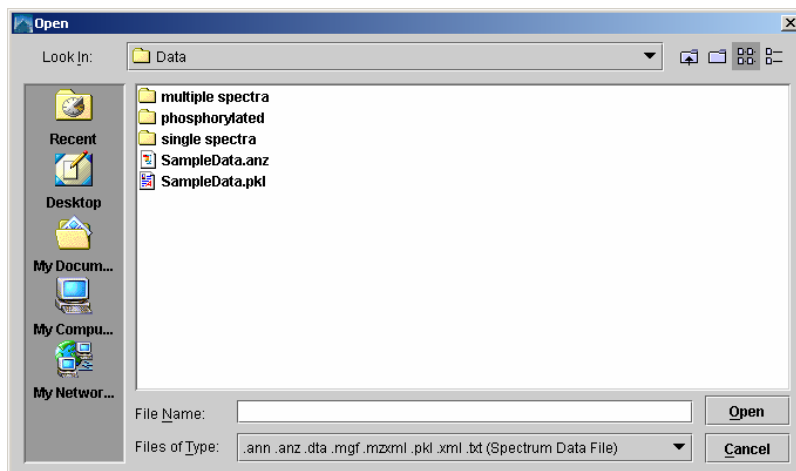 Open
Look In:
Data
Recent
Desktop
My Docum...
My Compu...
My Networ...
multiple spectra
phosphorylated
single spectra
SampleData.anz
SampleData.pkl
File Name:
Open
Files of Type:
.ann .anz .dta .mgf .mzxml .pkl .xml .txt (Spectrum Data File)
Cancel